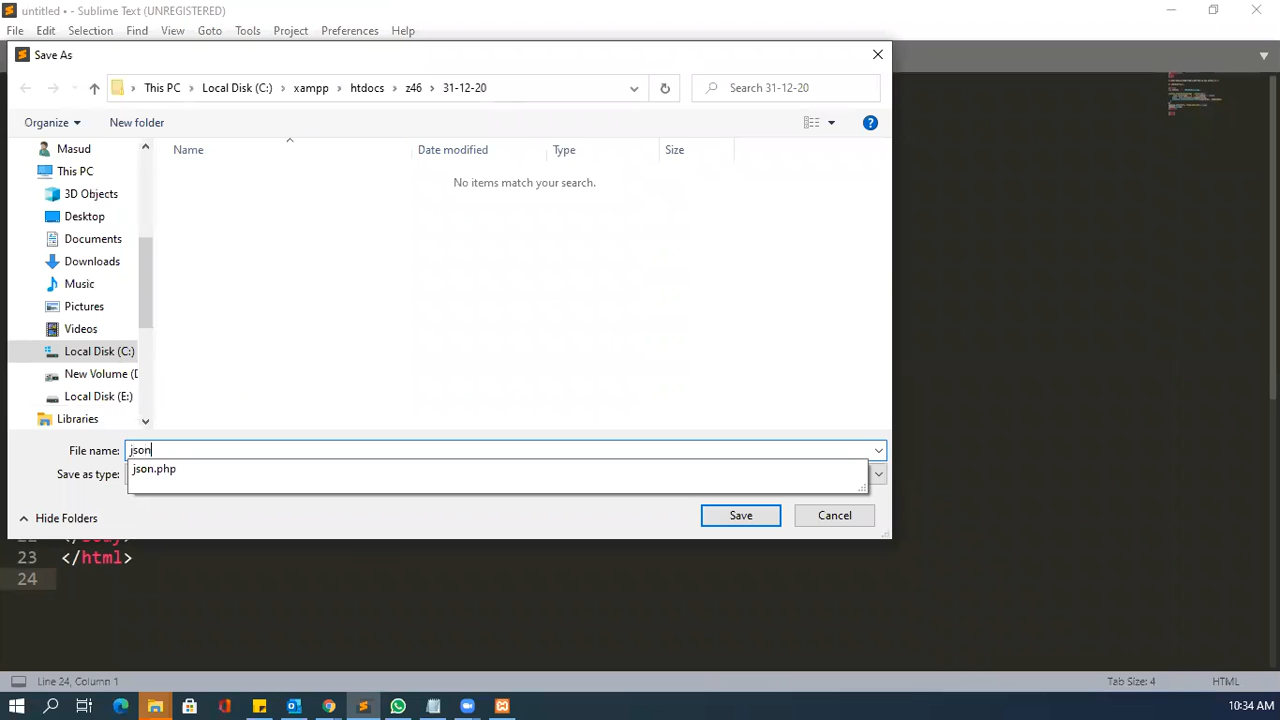 untitled • - Sublime Text (UNREGISTERED)
File Edit Selection Find View Goto Tools Project Preferences Help
Save As
This PC › Local Disk (C:) › xampp › htdocs › z6 › 31-12-20
Search 31-12-20
Organize New folder
Name Date modified Type Size
No items match your search.
Masud
This PC
3D Objects
Desktop
Documents
Downloads
Music
Pictures
Videos
Local Disk (C:)
New Volume (D
Local Disk (E:)
Libraries
File name: json
json.php
Save as type:
Hide Folders
Save Cancel
22 </body>
23 </html>
24
Line 24, Column 1 Tab Size: 4 HTML
10:34 AM